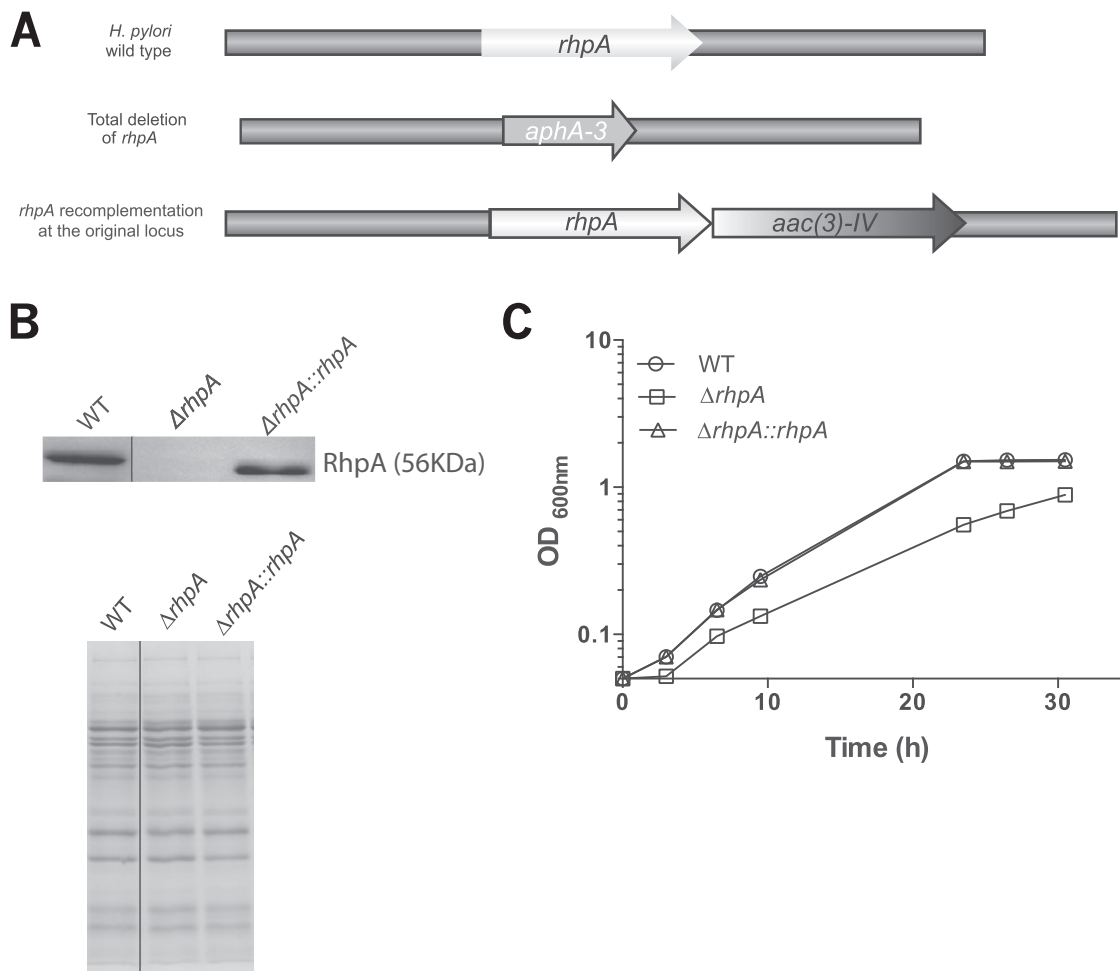 A
H. pylori
wild type
rhpA
Total deletion
of rhpA
aphA-3
rhpA recomplementation
at the original locus
rhpA
aac(3)-IV
B
WT
ΔrhpA
ΔrhpA::rhpA
RhpA (56KDa)
WT
ΔrhpA
ΔrhpA::rhpA
C
WT
ΔrhpA
ΔrhpA::rhpA
OD 600nm
10
1
0.1
0
10
20
30
Time (h)